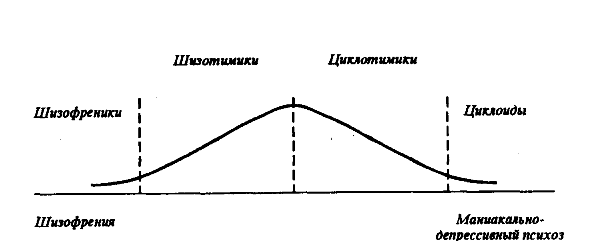 Шизотимики Циклотимики
Шизофреники Циклоиды
Шизофрения Маниакально-
депрессивный психоз